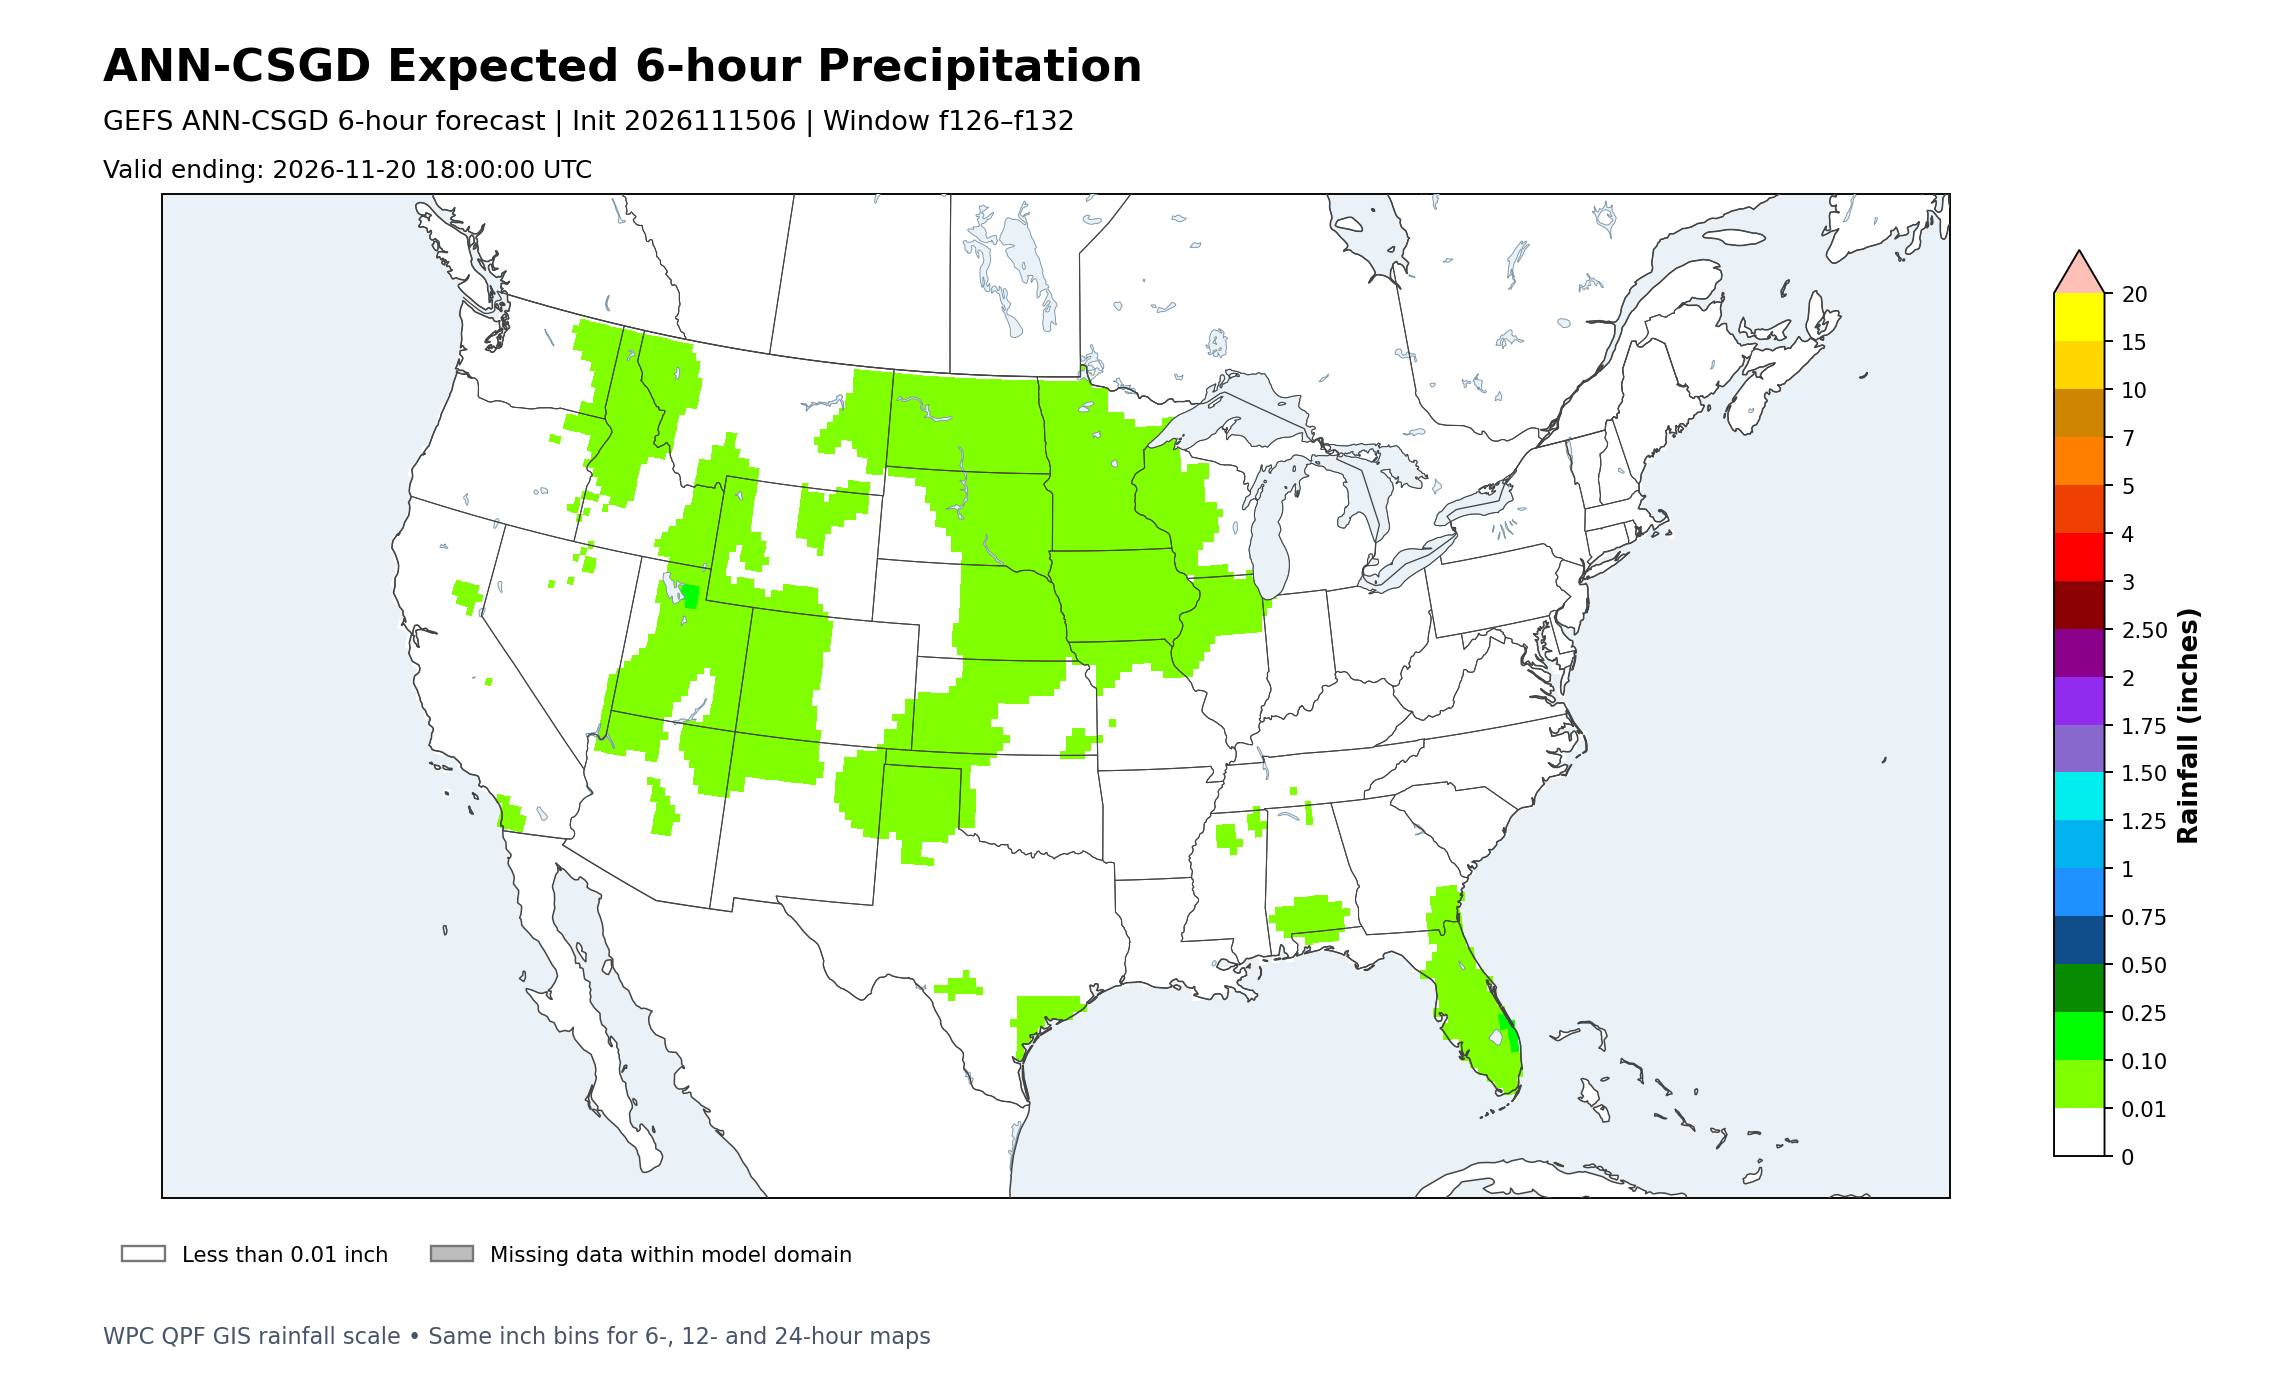 ANN-CSGD Expected 6-hour Precipitation
GEFS ANN-CSGD 6-hour forecast | Init 2026111506 | Window f126–f132
Valid ending: 2026-11-20 18:00:00 UTC
20
15
10
7
5
4
3
2.50
2
1.75
1.50
1.25
1
0.75
0.50
0.25
0.10
0.01
0
Rainfall (inches)
Less than 0.01 inch
Missing data within model domain
WPC QPF GIS rainfall scale • Same inch bins for 6-, 12- and 24-hour maps